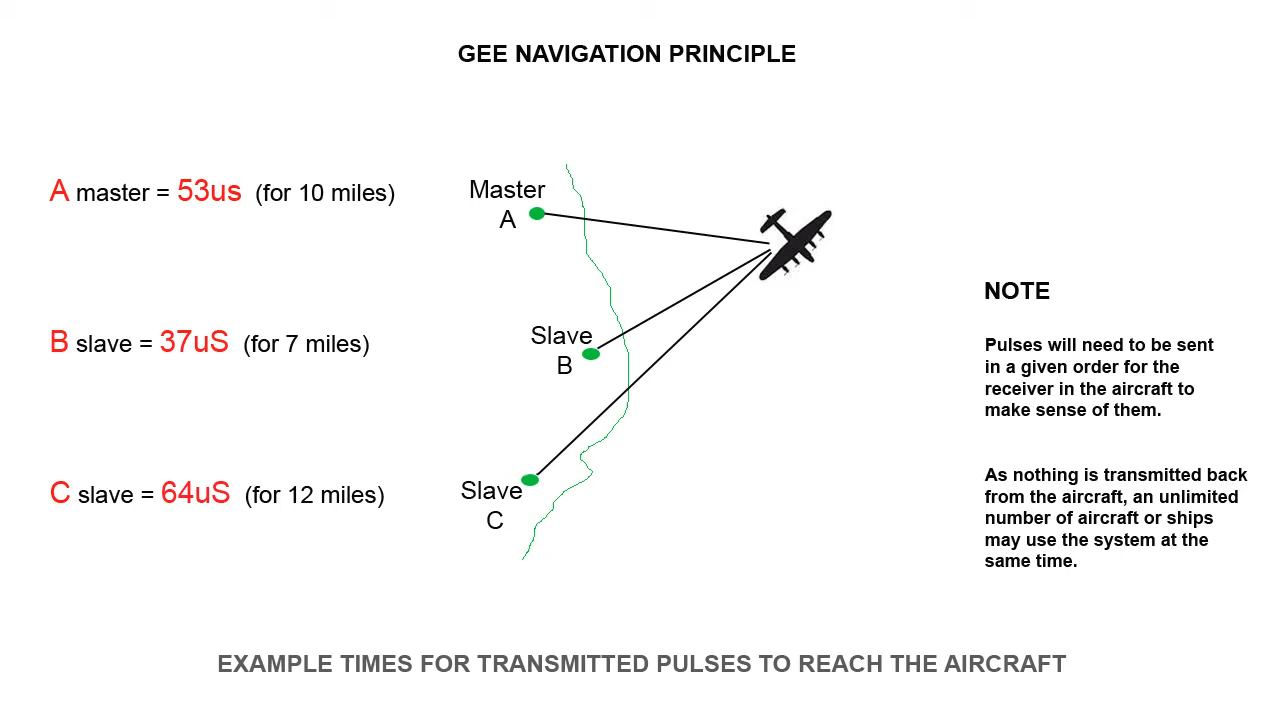 GEE NAVIGATION PRINCIPLE
A master = 53us (for 10 miles)
Master
A
B slave = 37uS (for 7 miles)
Slave
B
C slave = 64uS (for 12 miles)
Slave
C
NOTE
Pulses will need to be sent
in a given order for the
receiver in the aircraft to
make sense of them.
As nothing is transmitted back
from the aircraft, an unlimited
number of aircraft or ships
may use the system at the
same time.
EXAMPLE TIMES FOR TRANSMITTED PULSES TO REACH THE AIRCRAFT